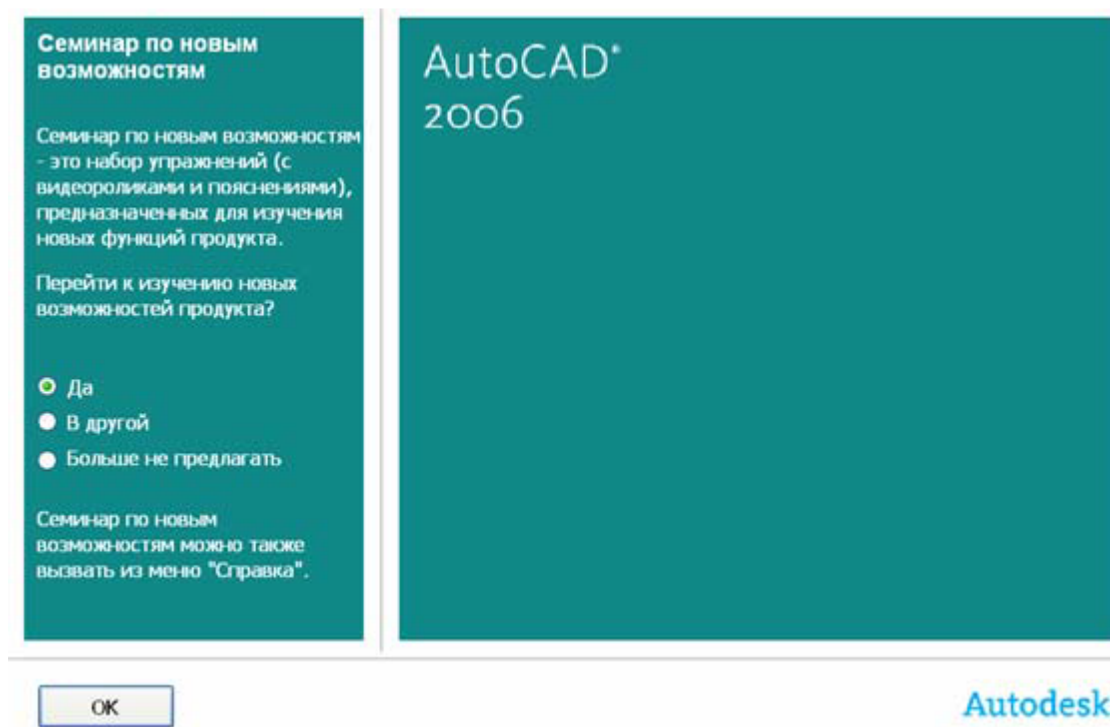 Семинар по новым
возможностям
Семинар по новым возможностям
- это набор упражнений (с
видеороликами и пояснениями),
предназначенных для изучения
новых функций продукта.
Перейти к изучению новых
возможностей продукта?
Да
В другой
Больше не предлагать
Семинар по новым
возможностям можно также
вызвать из меню "Справка".
AutoCAD®
2006
OK
Autodesk